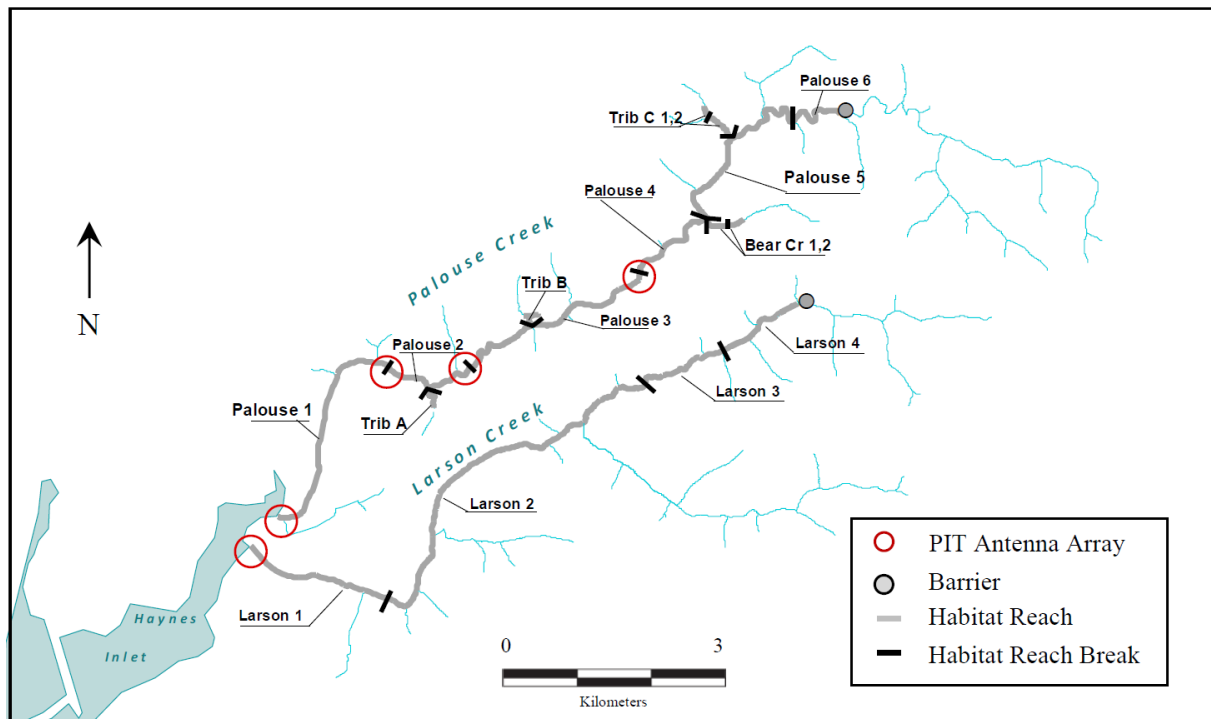 Palouse 6
Trib C 1,2
Palouse 5
Palouse 4
Bear Cr 1,2
Palouse Creek
N
Trib B
Palouse 3
Larson 4
Palouse 2
Larson 3
Palouse 1
Trib A
Larson Creek
Larson 2
PIT Antenna Array
Barrier
Larson 1
Habitat Reach
Haynes
Inlet
0 3
Habitat Reach Break
Kilometers